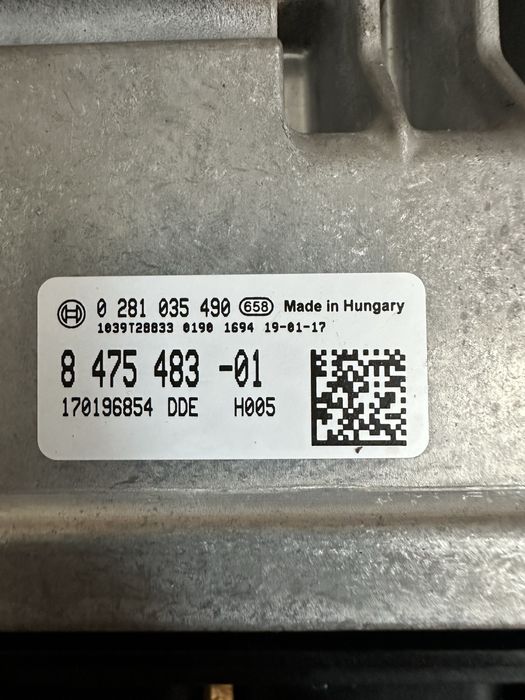 0 281 035 490 658 Made in Hungary
1039T28833 0190 1694 19-01-17
8 475 483 -01
170196854 DDE H005